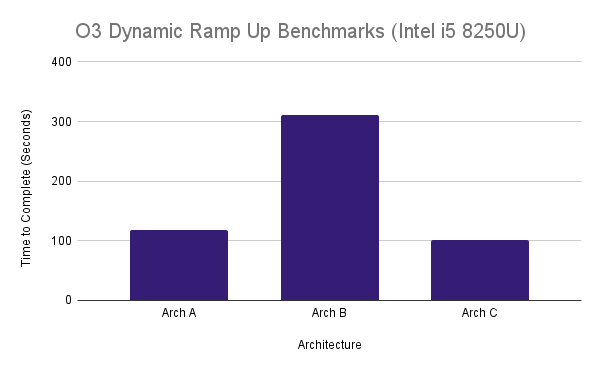 O3 Dynamic Ramp Up Benchmarks (Intel i5 8250U)
400
300
200
100
0
Time to Complete (Seconds)
Arch A
Arch B
Arch C
Architecture